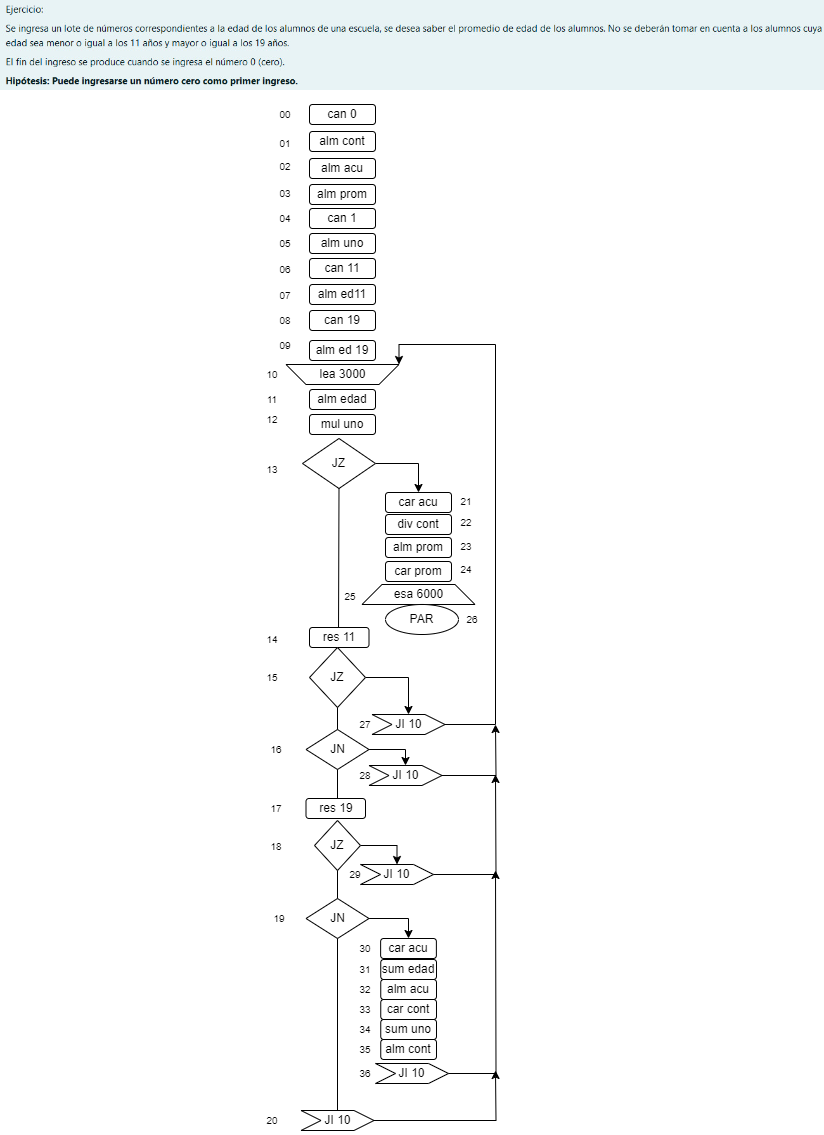 Ejercicio:
Se ingresa un lote de números correspondientes a la edad de los alumnos de una escuela, se desea saber el promedio de edad de los alumnos. No se deberán tomar en cuenta a los alumnos cuya
edad sea menor o igual a los 11 años y mayor o igual a los 19 años.
El fin del ingreso se produce cuando se ingresa el número 0 (cero).
Hipótesis: Puede ingresarse un número cero como primer ingreso.
00 can 0
01 alm cont
02 alm acu
03 alm prom
04 can 1
05 alm uno
06 can 11
07 alm ed11
08 can 19
09 alm ed 19
10 lea 3000
11 alm edad
12 mul uno
13 JZ
car acu 21
div cont 22
alm prom 23
car prom 24
25 esa 6000
PAR 26
14 res 11
15 JZ
27 JI 10
16 JN
28 JI 10
17 res 19
18 JZ
29 JI 10
19 JN
30 car acu
31 sum edad
32 alm acu
33 car cont
34 sum uno
35 alm cont
36 JI 10
20 JI 10